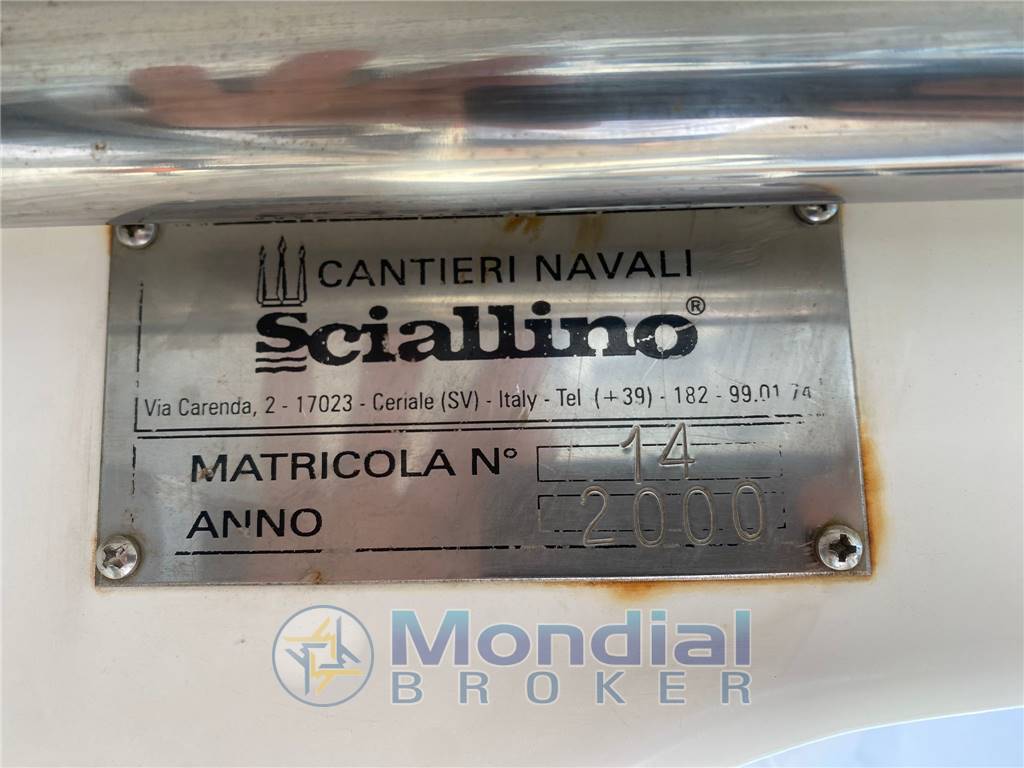 CANTIERI NAVALI
Sciallino®
Via Carenda, 2 - 17023 - Ceriale (SV) - Italy - Tel (+39) - 182 - 99.01 74
MATRICOLA N° 14
ANNO 2000
Mondial
BROKER